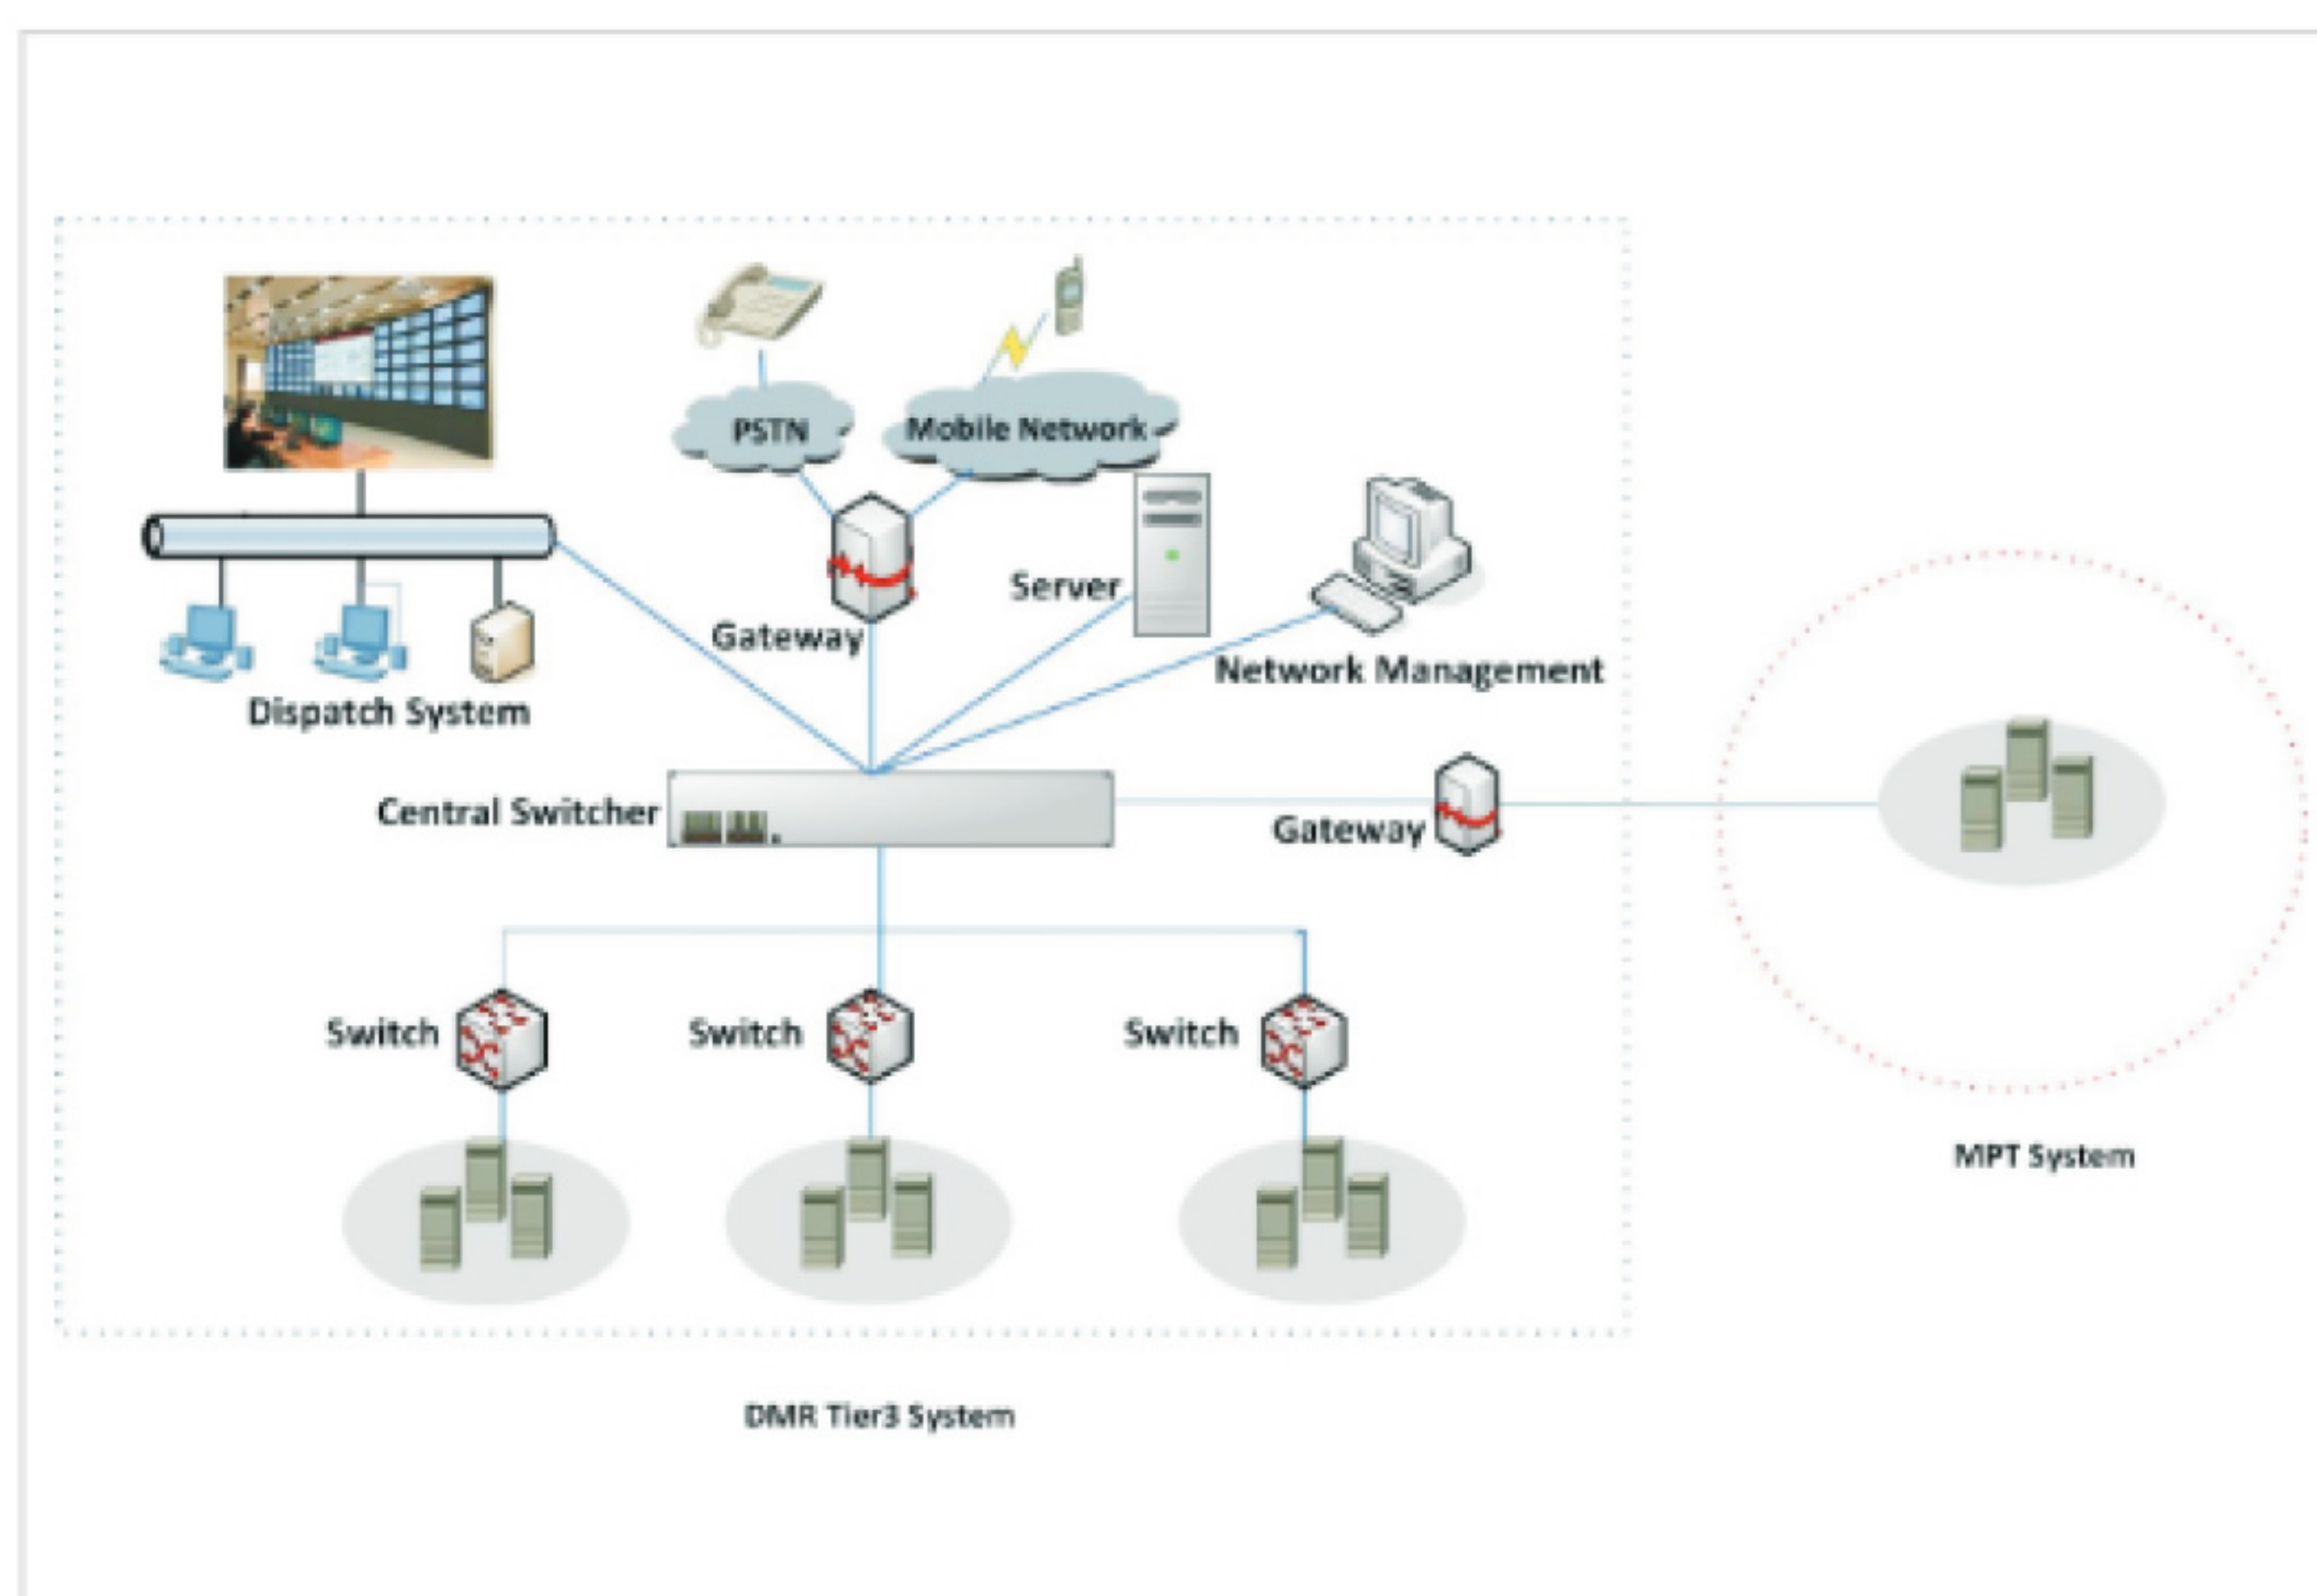 PSTN
Mobile Network
Server
Gateway
Network Management
Dispatch System
Central Switcher
Gateway
Switch
Switch
Switch
MPT System
DMR Tier3 System